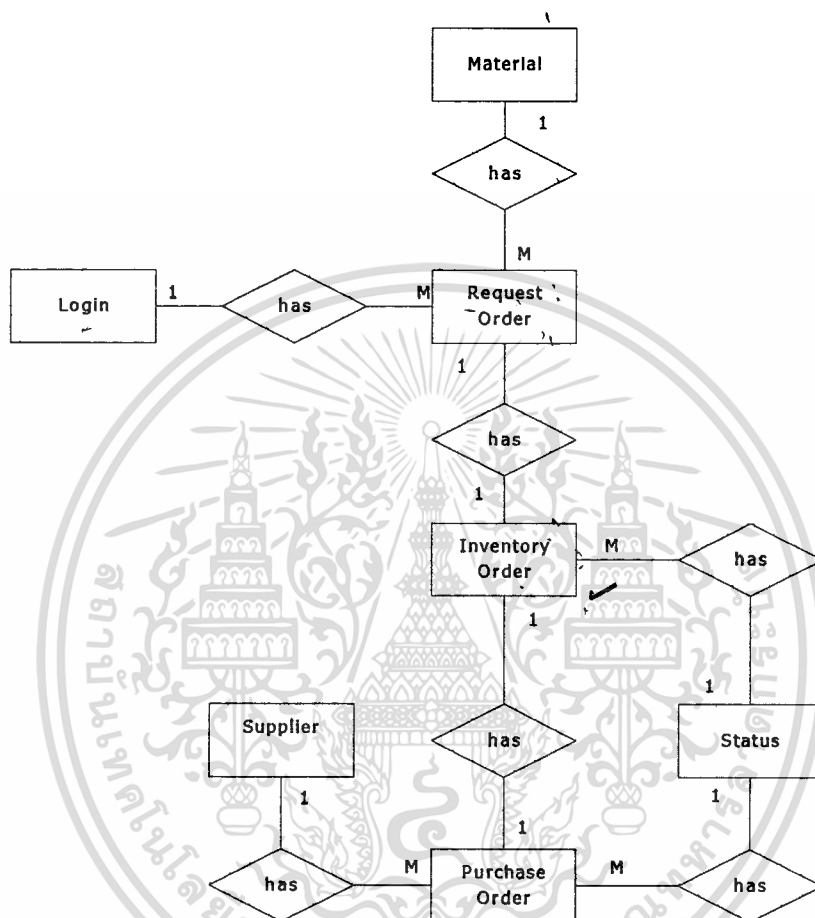 Material
1
has
M
Login
1
has
M
Request
Order
1
has
1
Inventory
Order
M
has
1
1
Supplier
has
Status
1
1
1
has
M
Purchase
Order
M
has